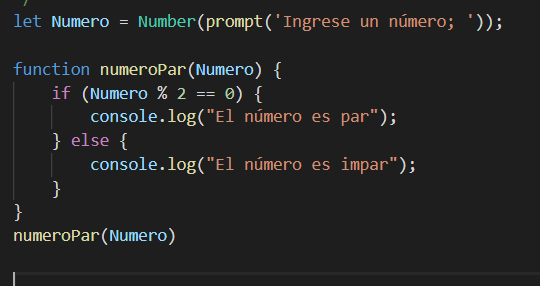 /
let Numero = Number(prompt('Ingrese un número; '));
function numeroPar(Numero) {
if (Numero % 2 == 0) {
console.log("El número es par");
} else {
console.log("El número es impar");
}
}
numeroPar(Numero)